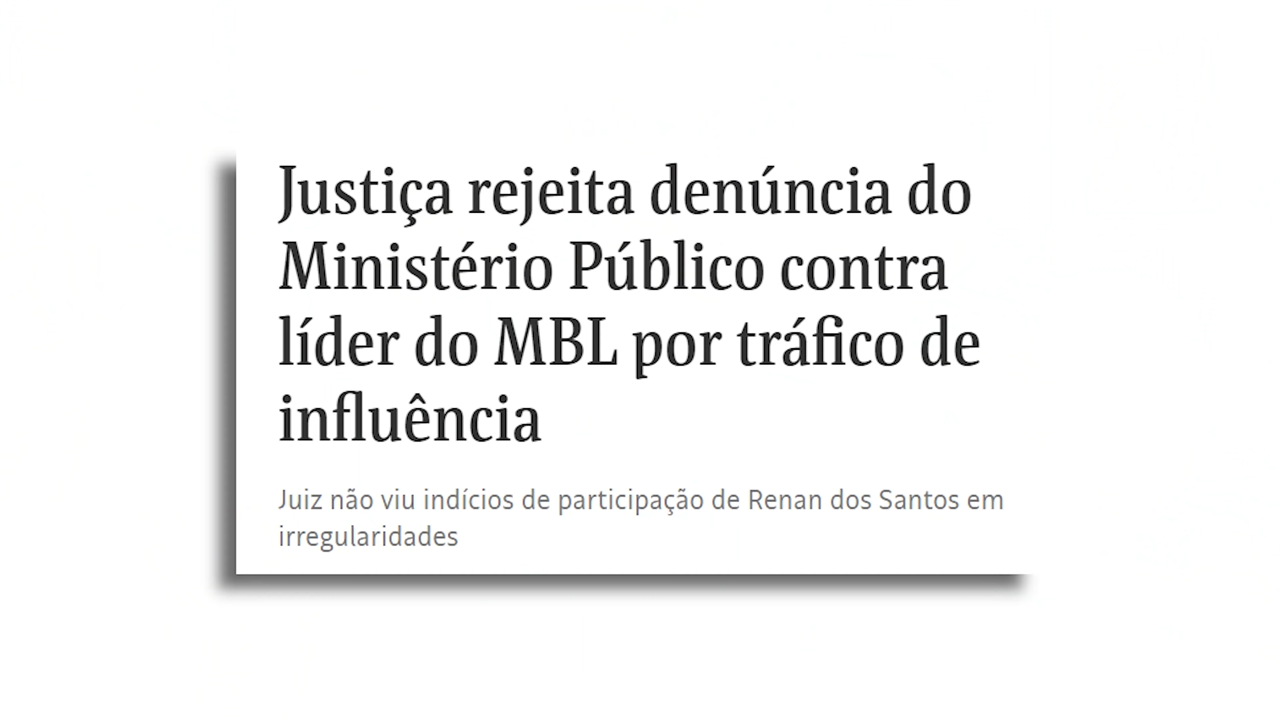 Justiça rejeita denúncia do
Ministério Público contra
líder do MBL por tráfico de
influência
Juiz não viu indícios de participação de Renan dos Santos em
irregularidades